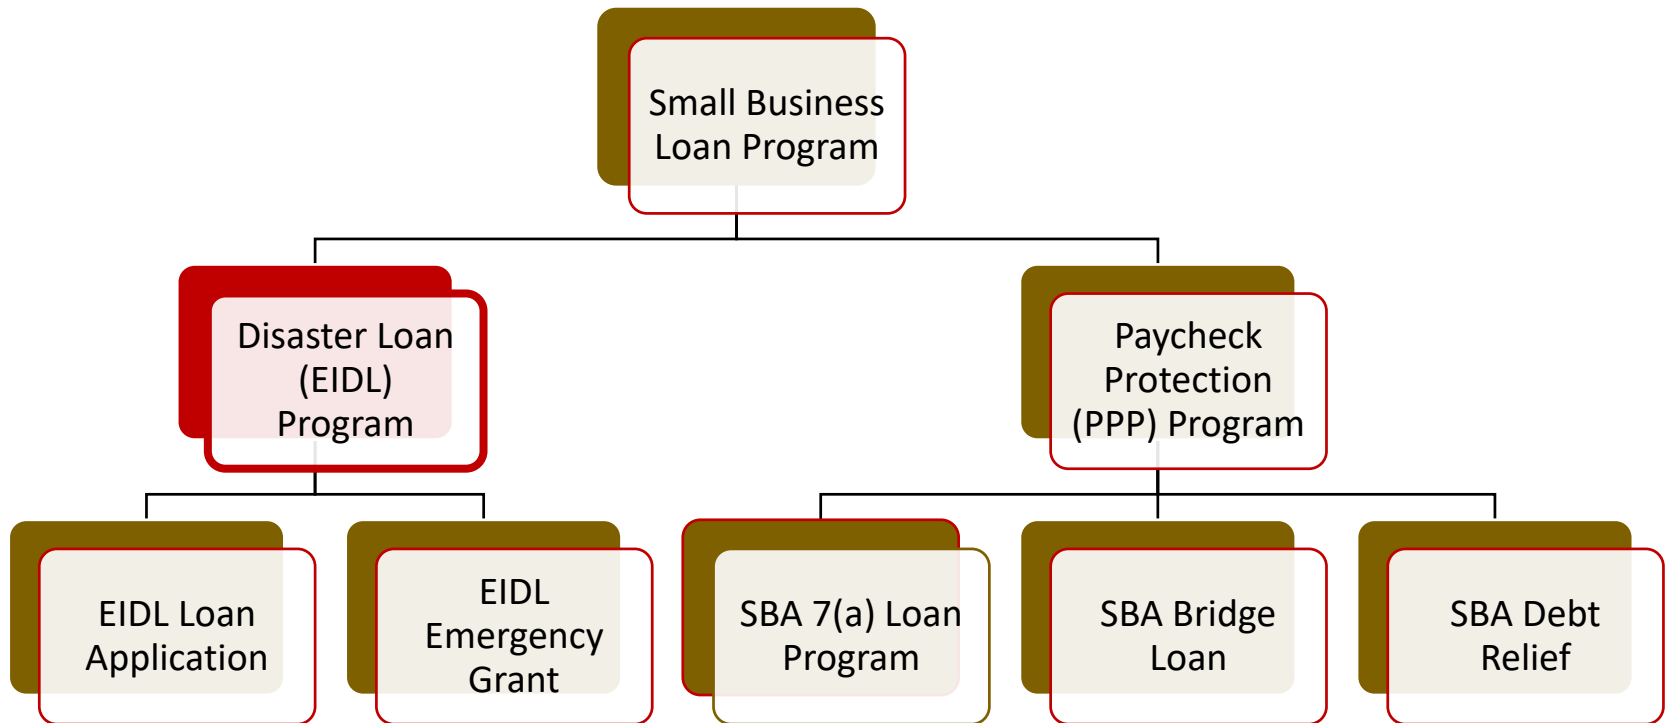 Small Business
Loan Program
Disaster Loan
(EIDL)
Program
Paycheck
Protection
(PPP) Program
EIDL Loan
Application
EIDL
Emergency
Grant
SBA 7(a) Loan
Program
SBA Bridge
Loan
SBA Debt
Relief